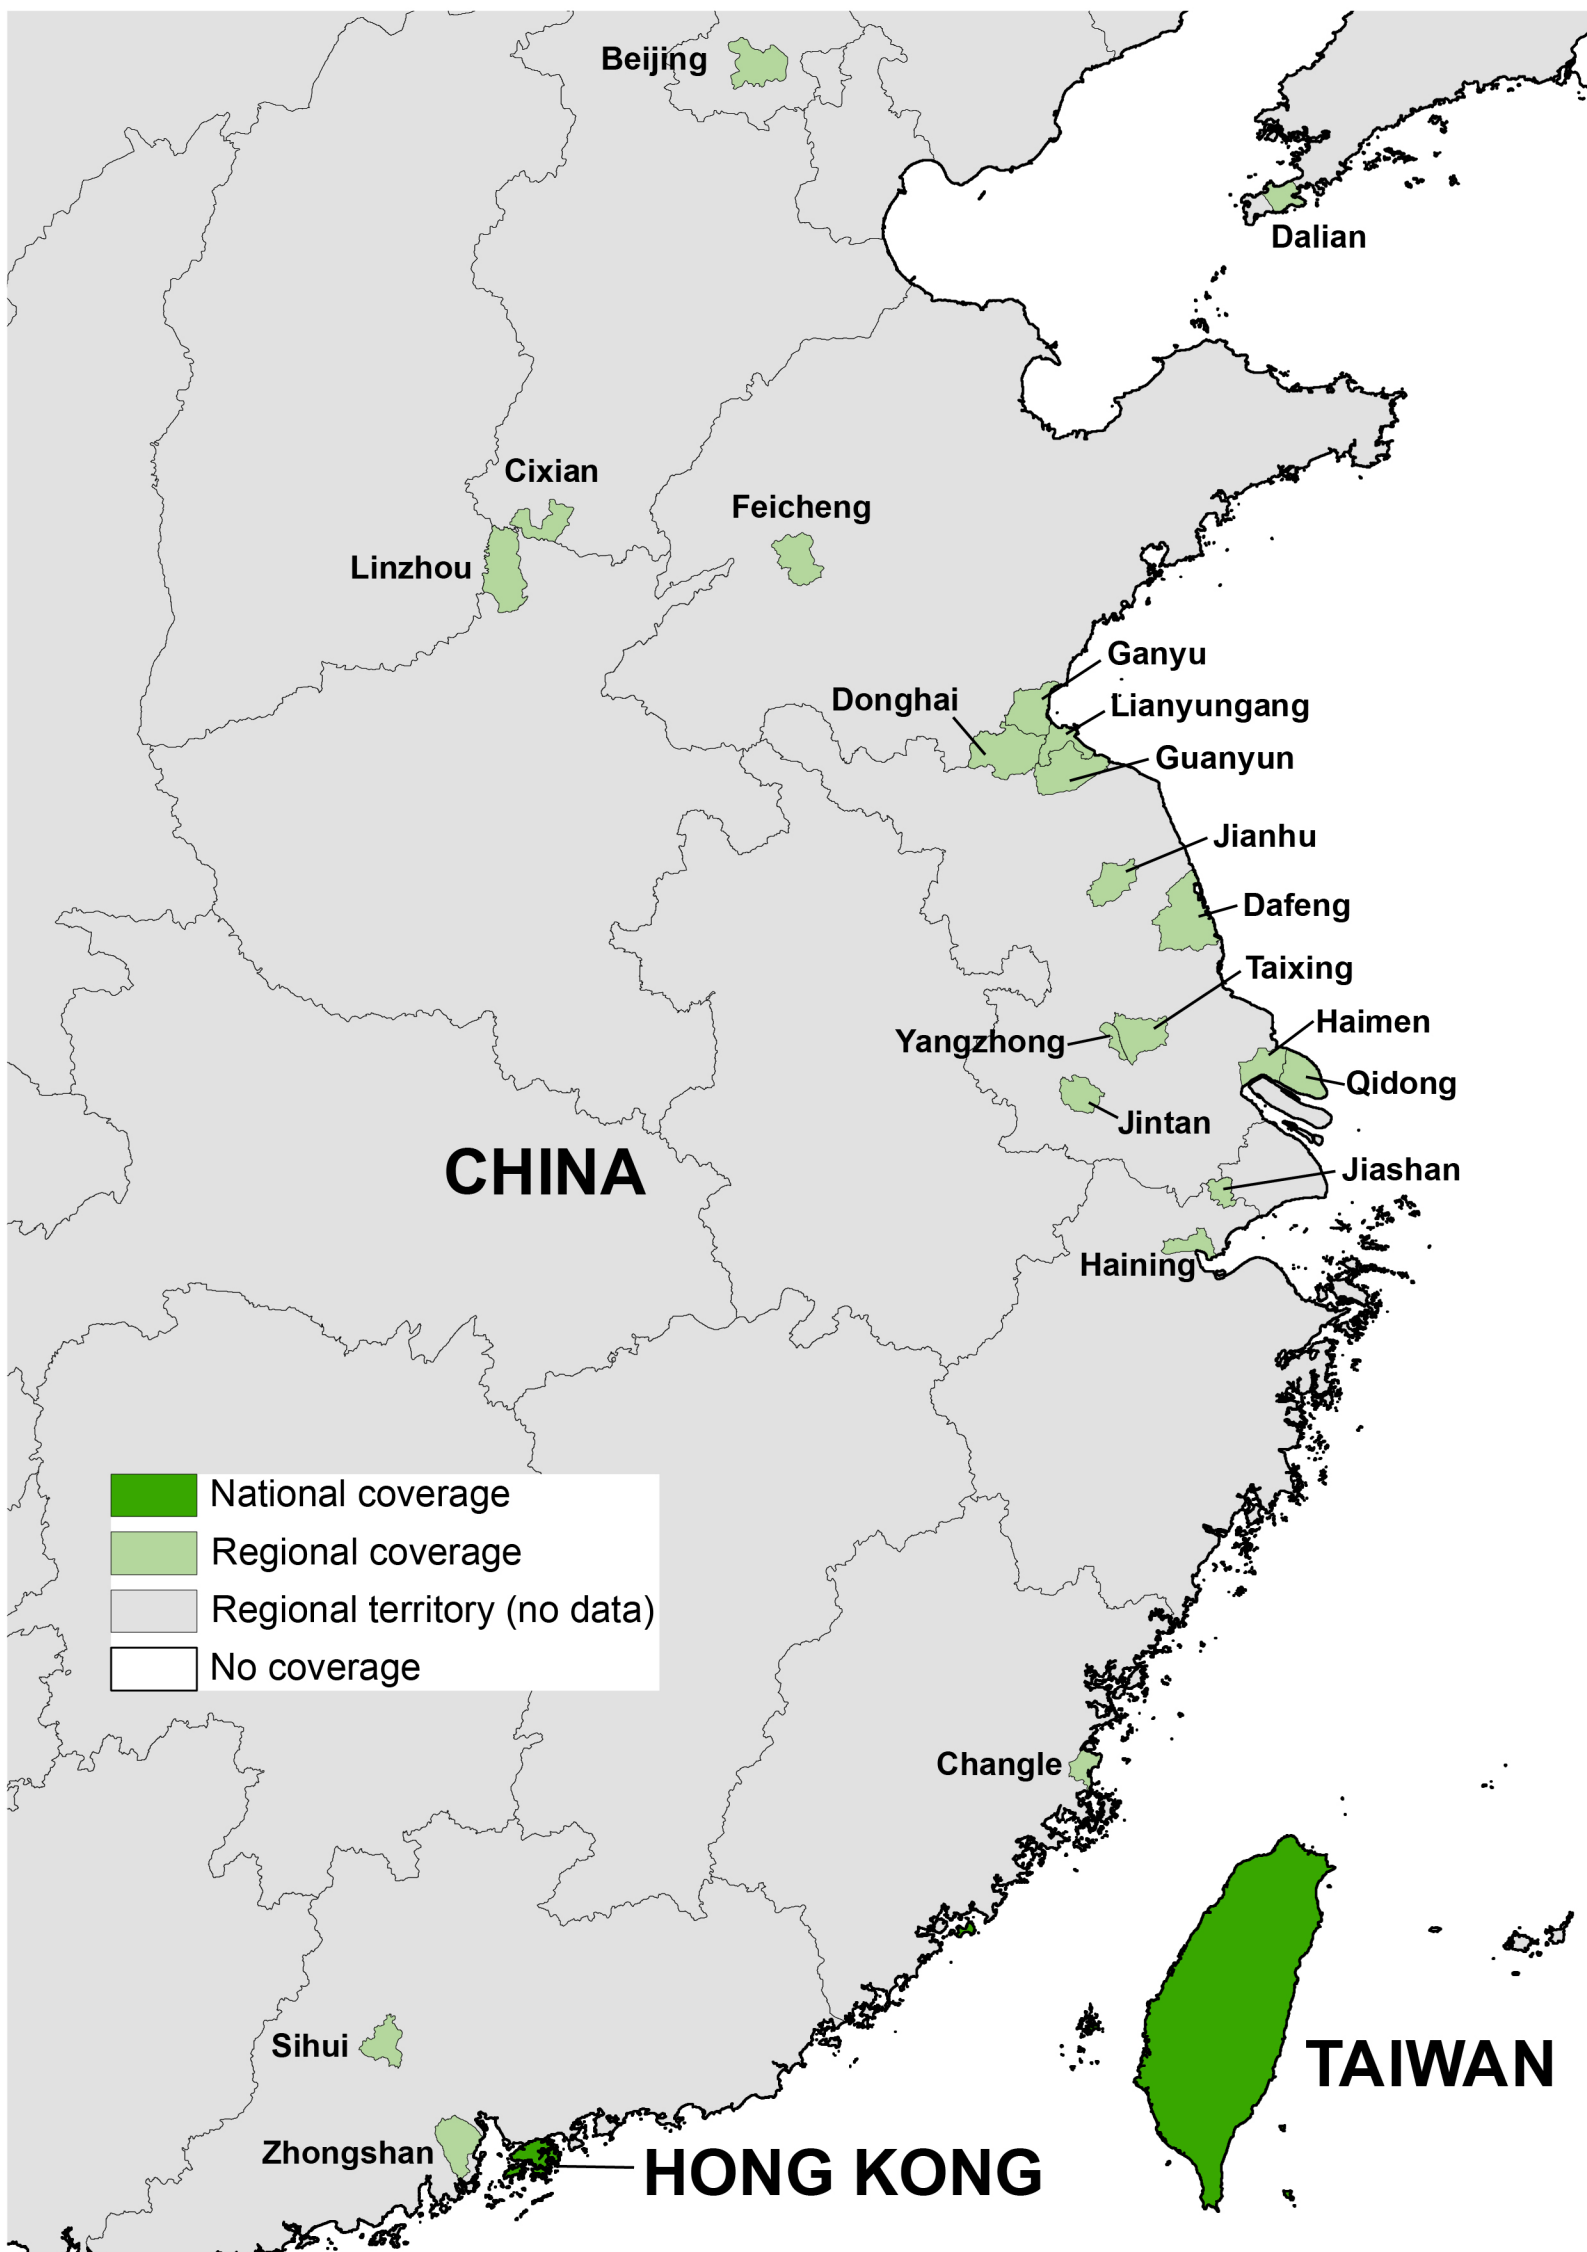 Beijing
Dalian
Cixian
Feicheng
Linzhou
Ganyu
Donghai
Lianyungang
Guanyun
Jianhu
Dafeng
Taixing
Haimen
Yangzhong
Qidong
Jintan
CHINA
Jiashan
Haining
National coverage
Regional coverage
Regional territory (no data)
No coverage
Changle
Sihui
TAIWAN
Zhongshan
HONG KONG